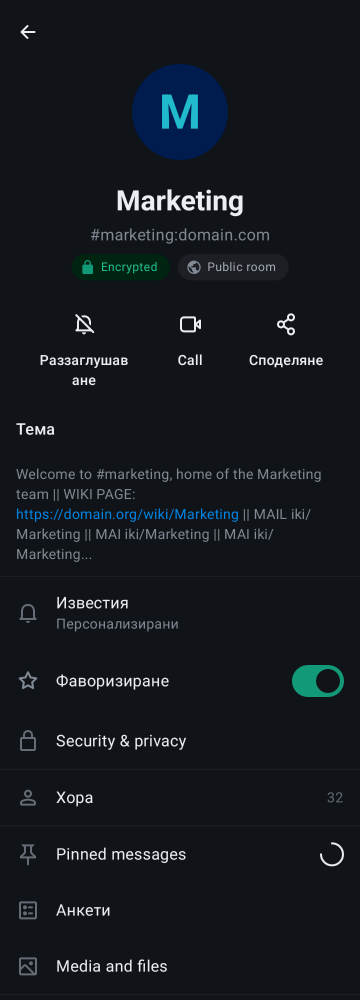 M
Marketing
#marketing:domain.com
Encrypted
Public room
Раззаглушав
ане
Call
Споделяне
Тема
Welcome to #marketing, home of the Marketing
team || WIKI PAGE:
https://domain.org/wiki/Marketing || MAIL iki/
Marketing || MAI iki/Marketing || MAI iki/
Marketing...
Известия
Персонализирани
Фаворизиране
Security & privacy
Хора
32
Pinned messages
Анкети
Media and files